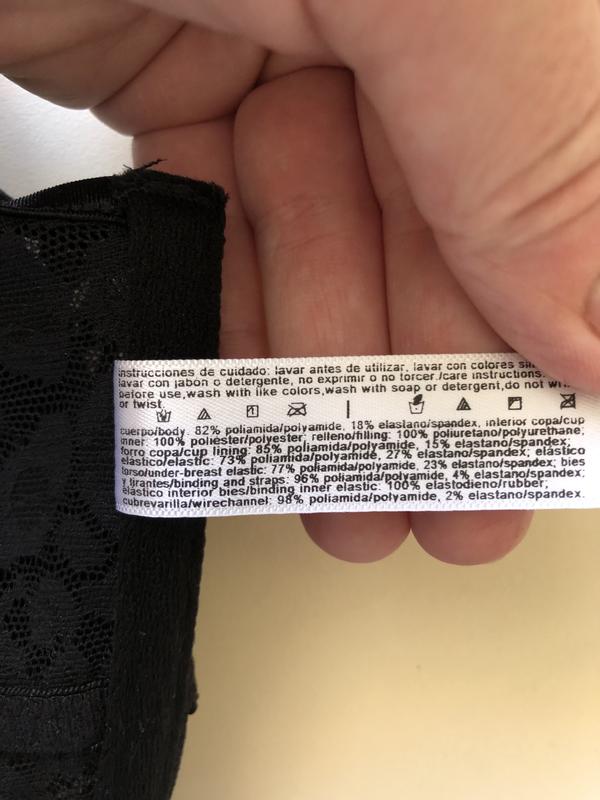 instrucciones de cuidado: lavar antes de utilizar, lavar con colores
lavar con jabon o detergente, no exprimir o no torcer./care instructions:
before use,wash with like colors,wash with soap or detergent,do not
or twist.
cuerpo/body: 82% poliamida/polyamide, 18% elastano/spandex, interior copa/cup
inner: 100% poliester/polyester; relleno/filling: 100% poliuretano/polyurethane;
forro copa/cup lining: 85% poliamida/polyamide, 15% elastano/spandex;
elástico/elastic: 73% poliamida/polyamide, 27% elastano/spandex; elástico
torso/under-breast elastic: 77% poliamida/polyamide, 23% elastano/spandex; bies
y tirantes/binding and straps: 96% poliamida/polyamide, 4% elastano/spandex;
elástico interior bies/binding inner elastic: 100% elastodieno/rubber;
cubrevarilla/wirechannel: 98% poliamida/polyamide, 2% elastano/spandex.